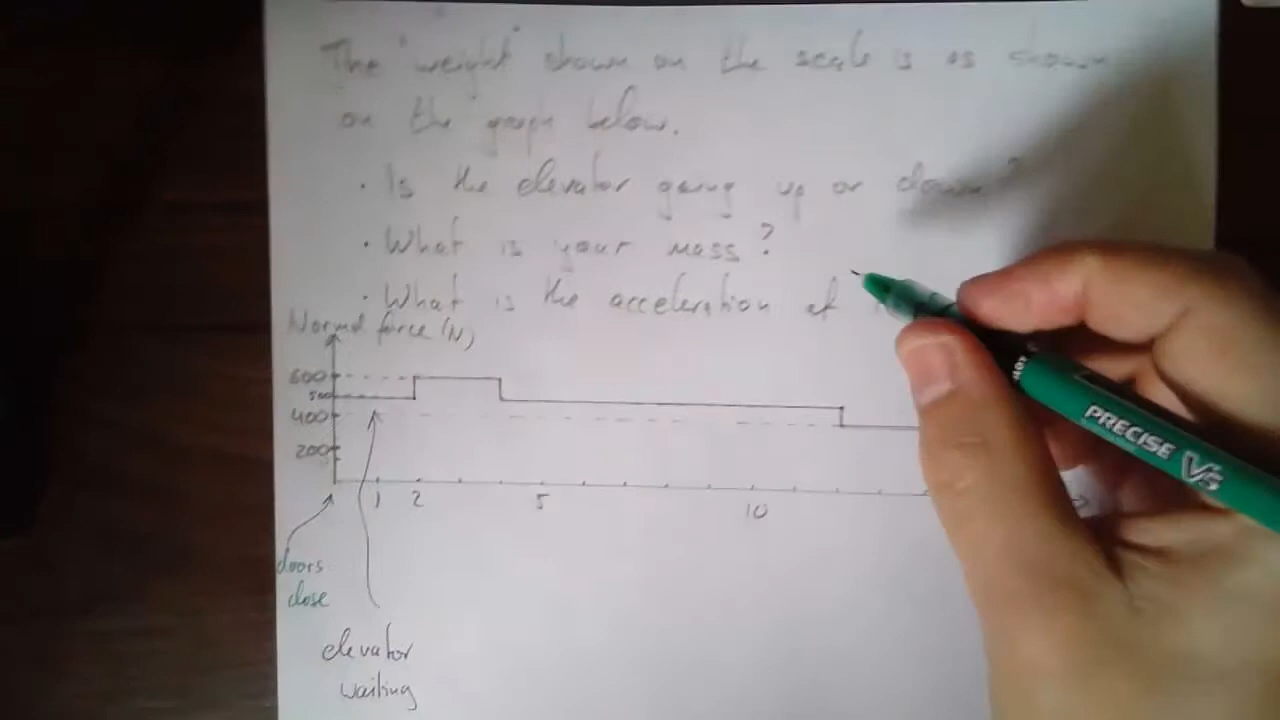 The "weight" shown on the scale is as shown
on the graph below.
· Is the elevator going up or down?
· What is your mass?
· What is the acceleration at
Normal force (N)
600
500
400
200
1 2 5 10
doors
close
elevator
waiting
PRECISE V5